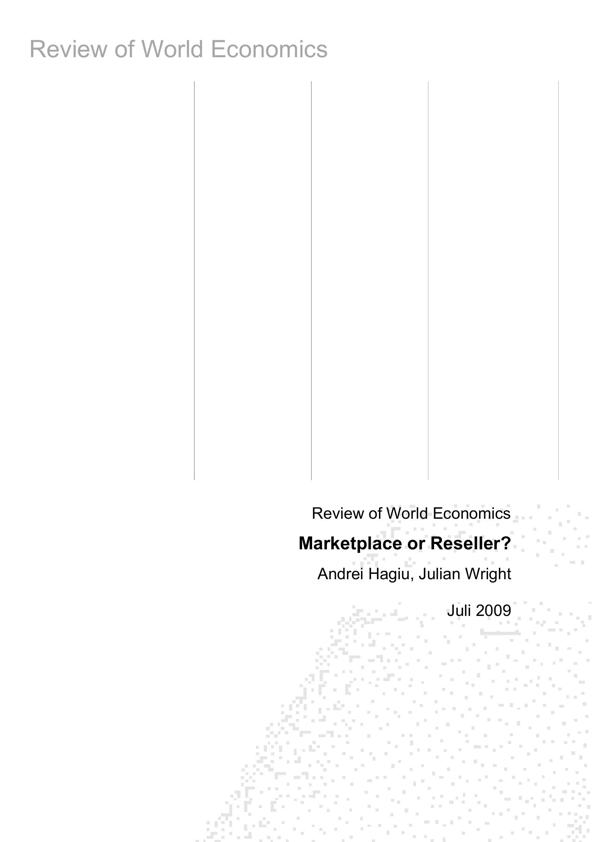 Review of World Economics
Review of World Economics
Marketplace or Reseller?
Andrei Hagiu, Julian Wright
Juli 2009